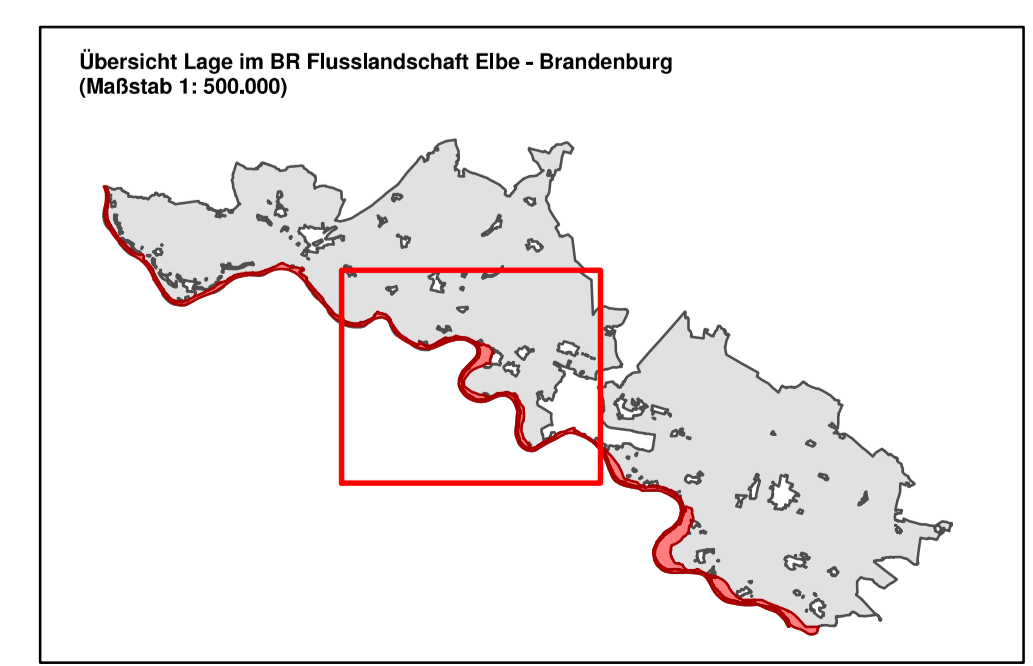 Übersicht Lage im BR Flusslandschaft Elbe - Brandenburg
(Maßstab 1: 500.000)